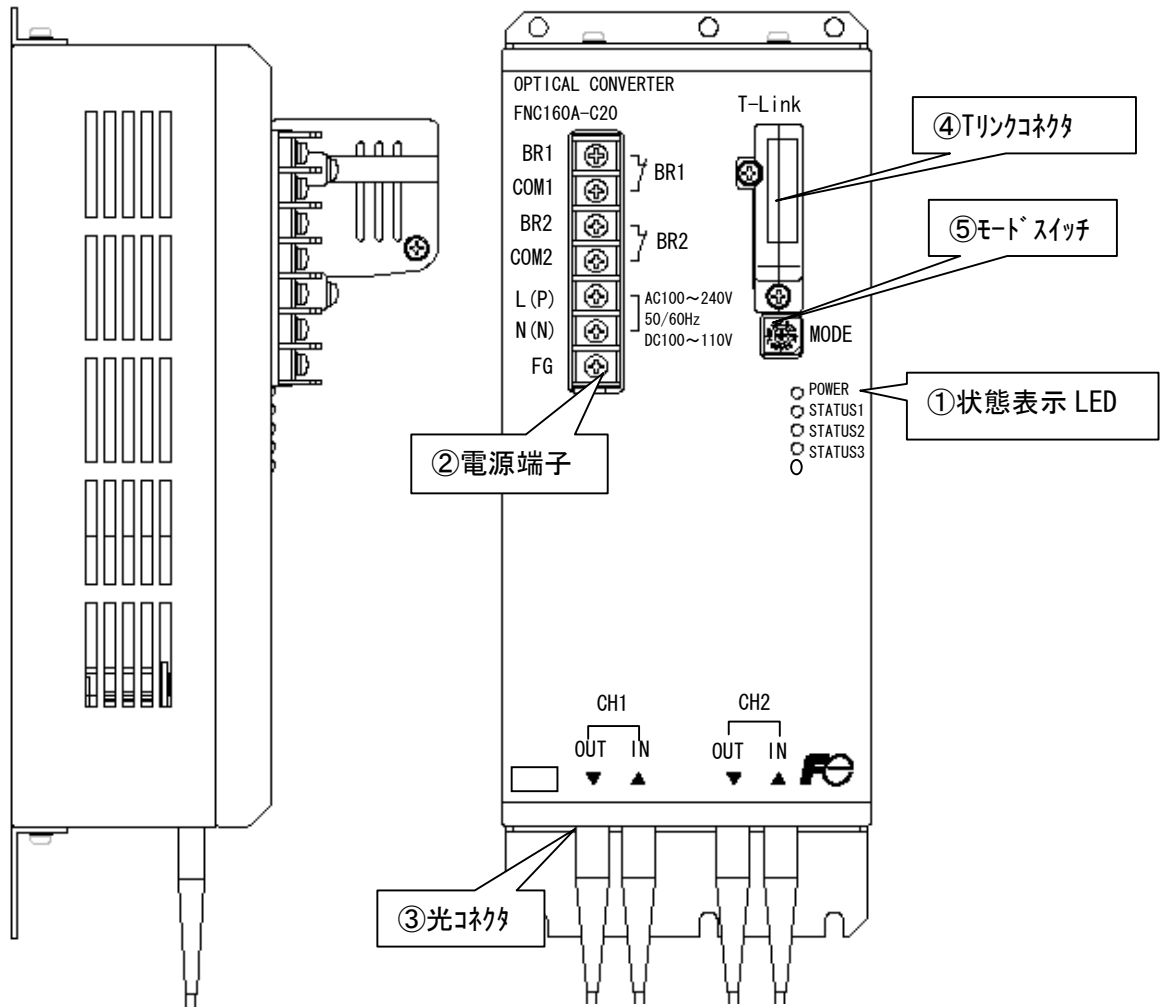 OPTICAL CONVERTER
FNC160A-C20
T-Link
④Tリンクコネクタ
BR1
COM1
BR1
BR2
COM2
BR2
⑤モードスイッチ
L(P)
N(N)
AC100～240V
50/60Hz
DC100～110V
FG
MODE
POWER
STATUS1
STATUS2
STATUS3
①状態表示 LED
②電源端子
CH1
CH2
OUT IN
OUT IN
▼ ▲
▼ ▲
Fe
③光コネクタ